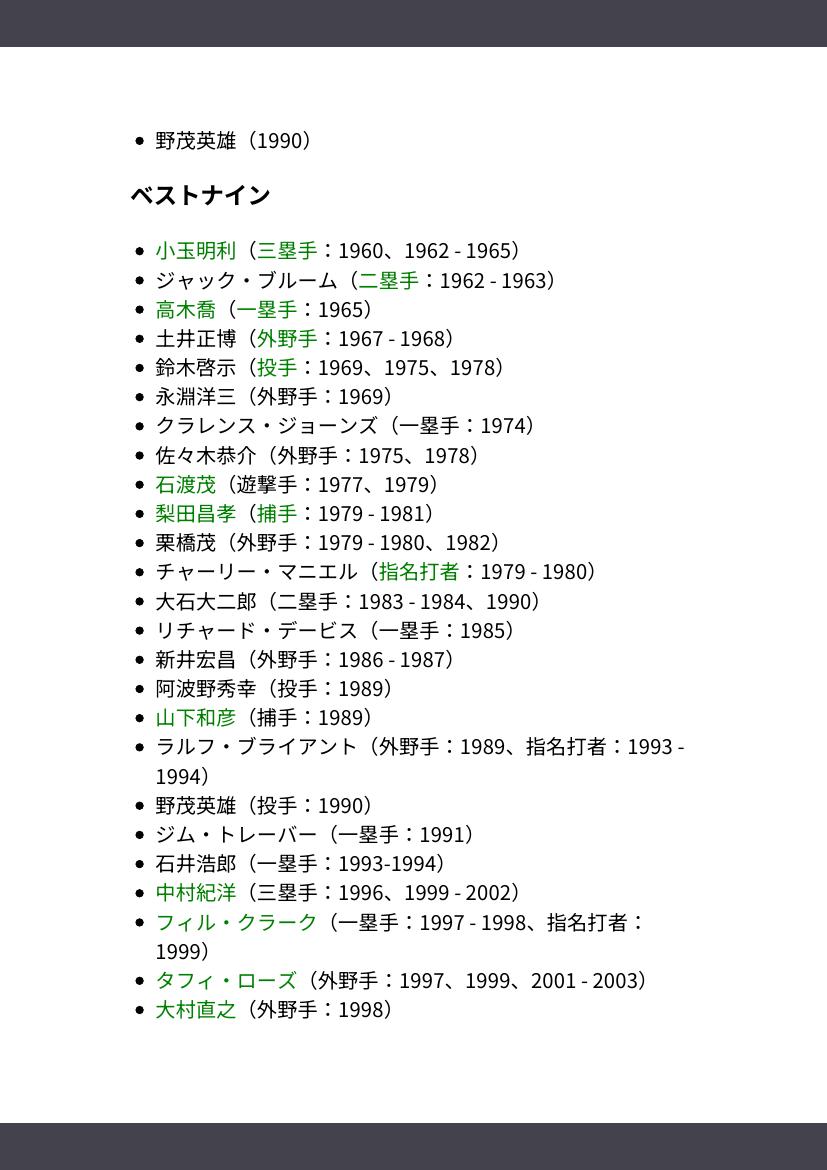 野茂英雄（1990）
ベストナイン
小玉明利（三塁手：1960、1962 - 1965）
ジャック・ブルーム（二塁手：1962 - 1963）
高木喬（一塁手：1965）
土井正博（外野手：1967 - 1968）
鈴木啓示（投手：1969、1975、1978）
永淵洋三（外野手：1969）
クラレンス・ジョーンズ（一塁手：1974）
佐々木恭介（外野手：1975、1978）
石渡茂（遊撃手：1977、1979）
梨田昌孝（捕手：1979 - 1981）
栗橋茂（外野手：1979 - 1980、1982）
チャーリー・マニエル（指名打者：1979 - 1980）
大石大二郎（二塁手：1983 - 1984、1990）
リチャード・デービス（一塁手：1985）
新井宏昌（外野手：1986 - 1987）
阿波野秀幸（投手：1989）
山下和彦（捕手：1989）
ラルフ・ブライアント（外野手：1989、指名打者：1993 -
1994）
野茂英雄（投手：1990）
ジム・トレーバー（一塁手：1991）
石井浩郎（一塁手：1993-1994）
中村紀洋（三塁手：1996、1999 - 2002）
フィル・クラーク（一塁手：1997 - 1998、指名打者：
1999）
タフィ・ローズ（外野手：1997、1999、2001 - 2003）
大村直之（外野手：1998）